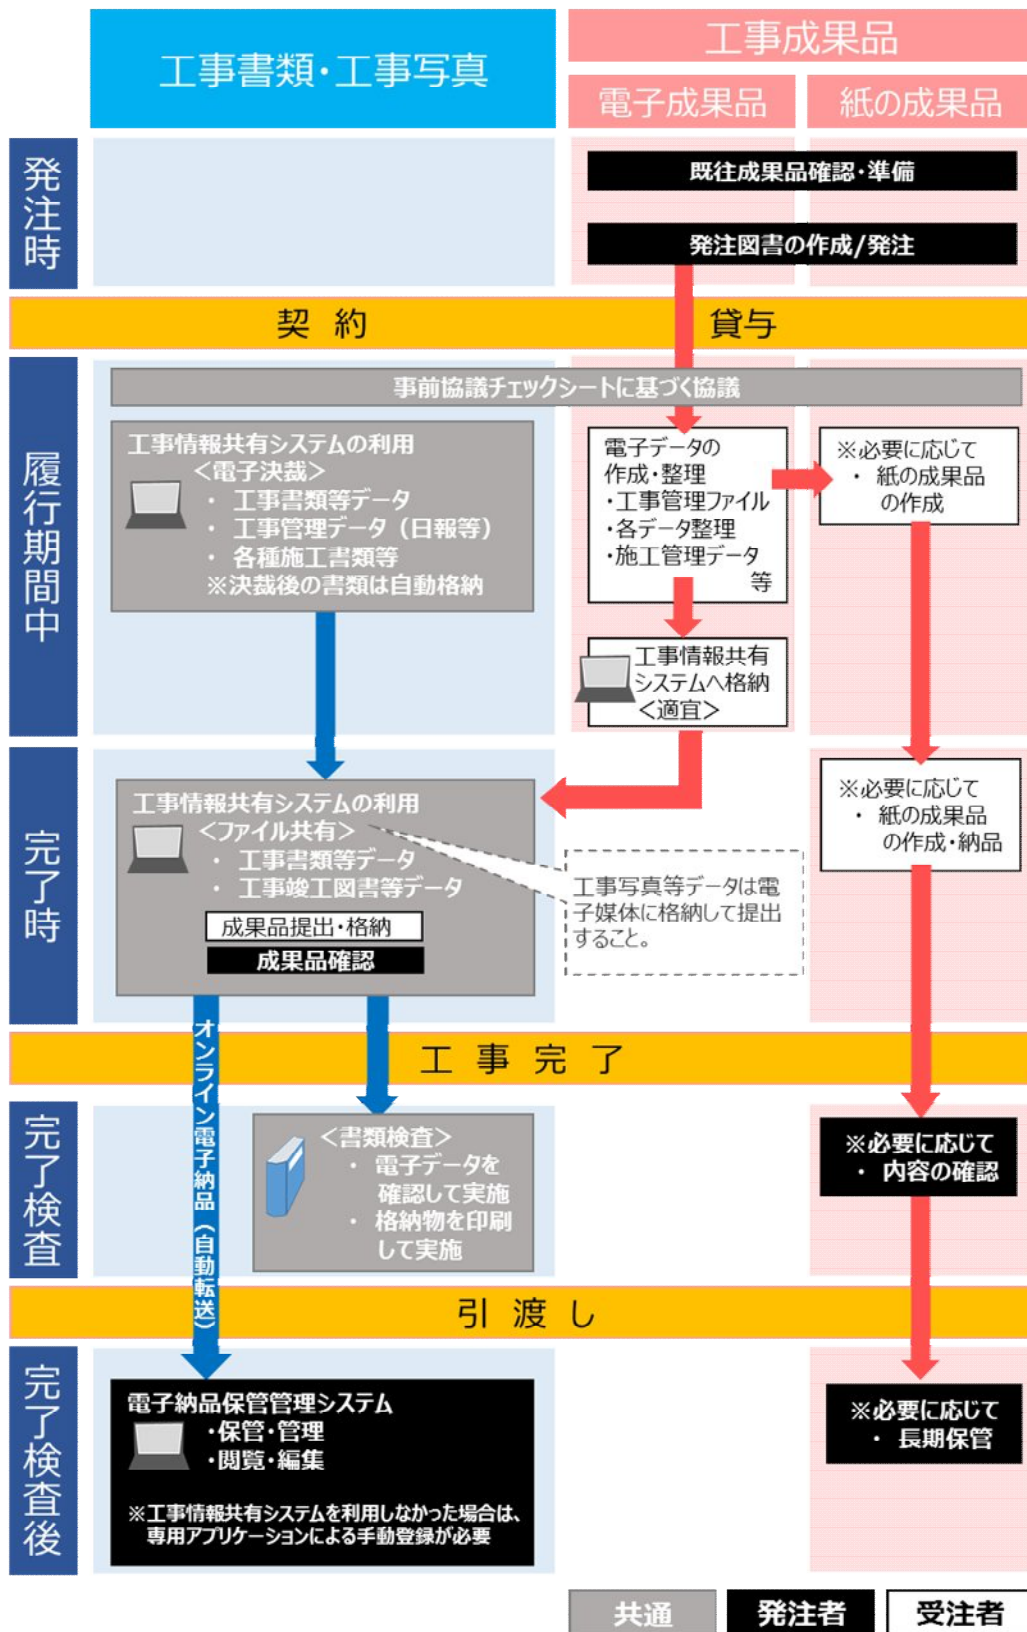 工事書類・工事写真
工事成果品
電子成果品
紙の成果品
発注時
既往成果品確認・準備
発注図書の作成/発注
契 約
貸与
履行期間中
事前協議チェックシートに基づく協議
工事情報共有システムの利用
＜電子決裁＞
・ 工事書類等データ
・ 工事管理データ（日報等）
・ 各種施工書類等
※決裁後の書類は自動格納
電子データの
作成・整理
・工事管理ファイル
・各データ整理
・施工管理データ
等
※必要に応じて
・ 紙の成果品
の作成
工事情報共有
システムへ格納
＜適宜＞
完了時
工事情報共有システムの利用
＜ファイル共有＞
・ 工事書類等データ
・ 工事竣工図書等データ
成果品提出・格納
成果品確認
工事写真等データは電
子媒体に格納して提出
すること。
※必要に応じて
・ 紙の成果品
の作成・納品
オンライン電子納品（自動転送）
工 事 完 了
完了検査
＜書類検査＞
・ 電子データを
確認して実施
・ 格納物を印刷
して実施
※必要に応じて
・ 内容の確認
引 渡 し
完了検査後
電子納品保管管理システム
・保管・管理
・閲覧・編集
※工事情報共有システムを利用しなかった場合は、
専用アプリケーションによる手動登録が必要
※必要に応じて
・ 長期保管
共通
発注者
受注者